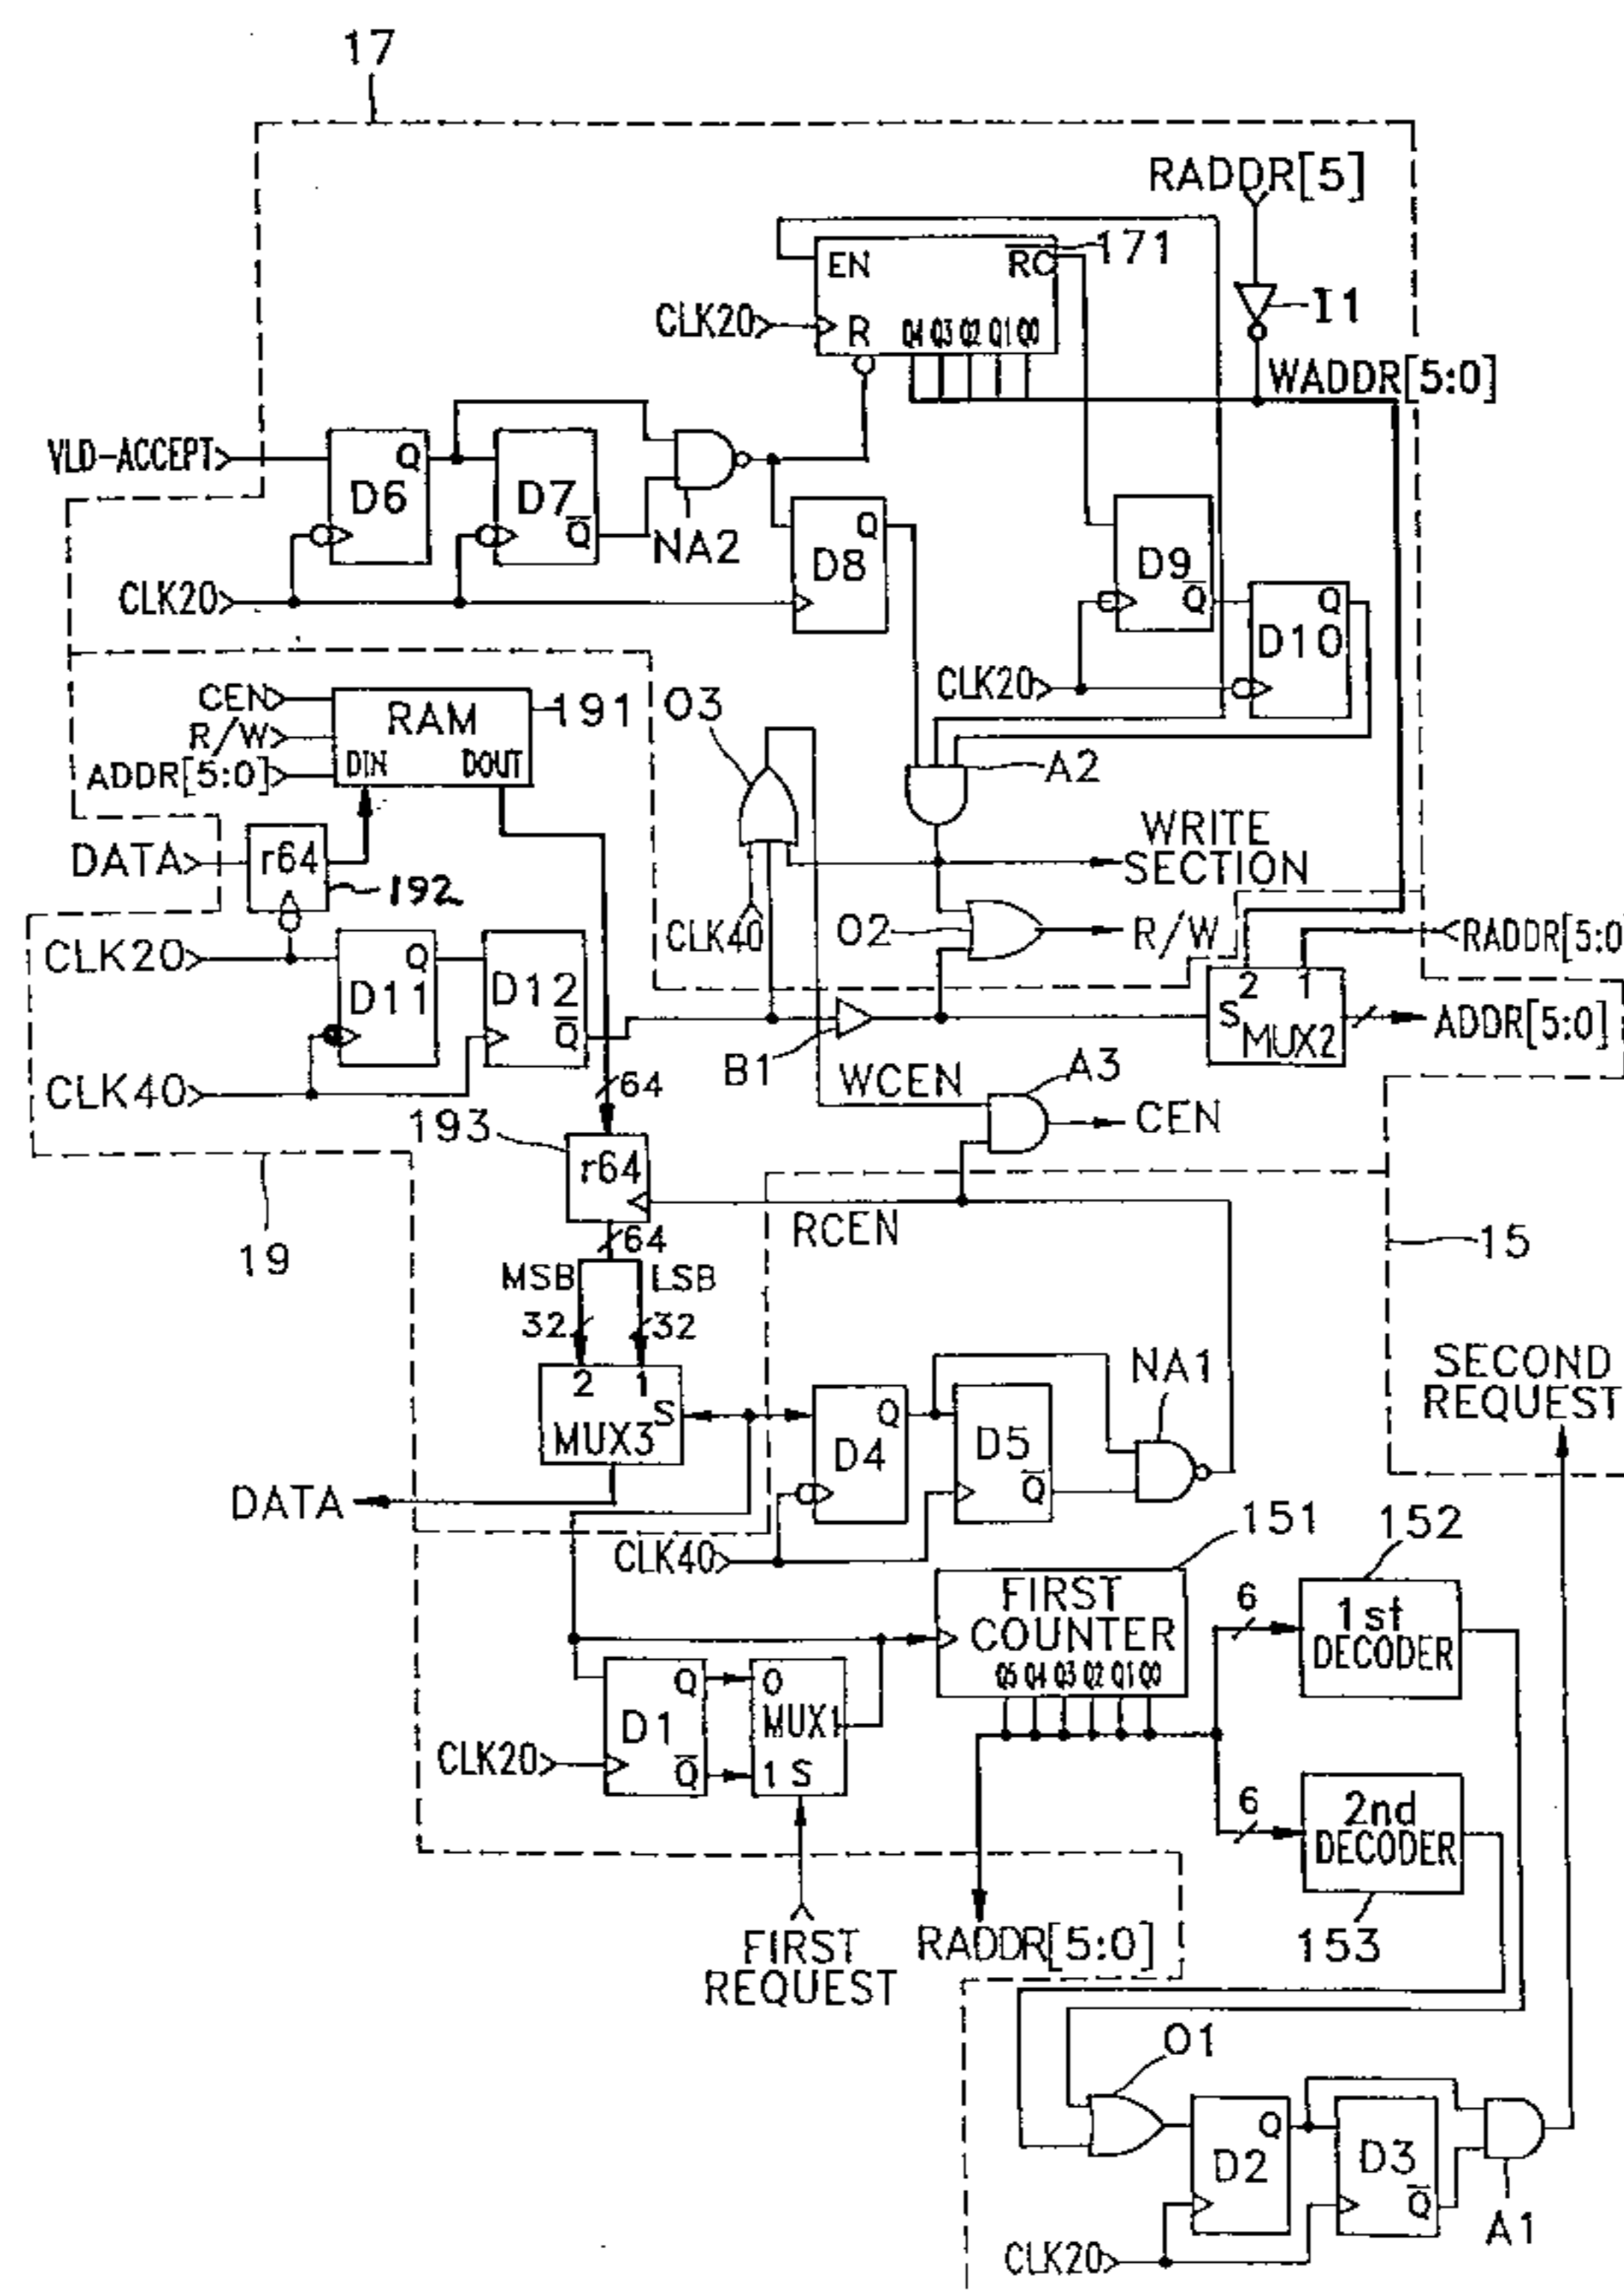 17
RADDR[5]
EN
RC
171
I1
CLK20
R
Q4 Q3 Q2 Q1 Q0
WADDR[5:0]
VLD-ACCEPT
Q
D6
D7
Q
NA2
Q
D8
CLK20
D9
Q
Q
D10
CLK20
CEN
R/W
ADDR[5:0]
RAM
DIN
DOUT
191
O3
A2
WRITE
SECTION
DATA
r64
192
CLK40
O2
R/W
RADDR[5:0
CLK20
Q
D11
D12
Q
2 1
S
MUX2
ADDR[5:0]
B1
CLK40
64
WCEN
A3
CEN
193
r64
RCEN
19
64
15
MSB
LSB
32
32
2 1
S
MUX3
Q
D4
D5
Q
NA1
SECOND
REQUEST
DATA
CLK40
151
152
FIRST
COUNTER
Q5 Q4 Q3 Q2 Q1 Q0
6
1st
DECODER
Q
D1
Q
0
MUX1
1 S
CLK20
6
2nd
DECODER
153
FIRST
REQUEST
RADDR[5:0]
O1
Q
D2
D3
Q
A1
CLK20